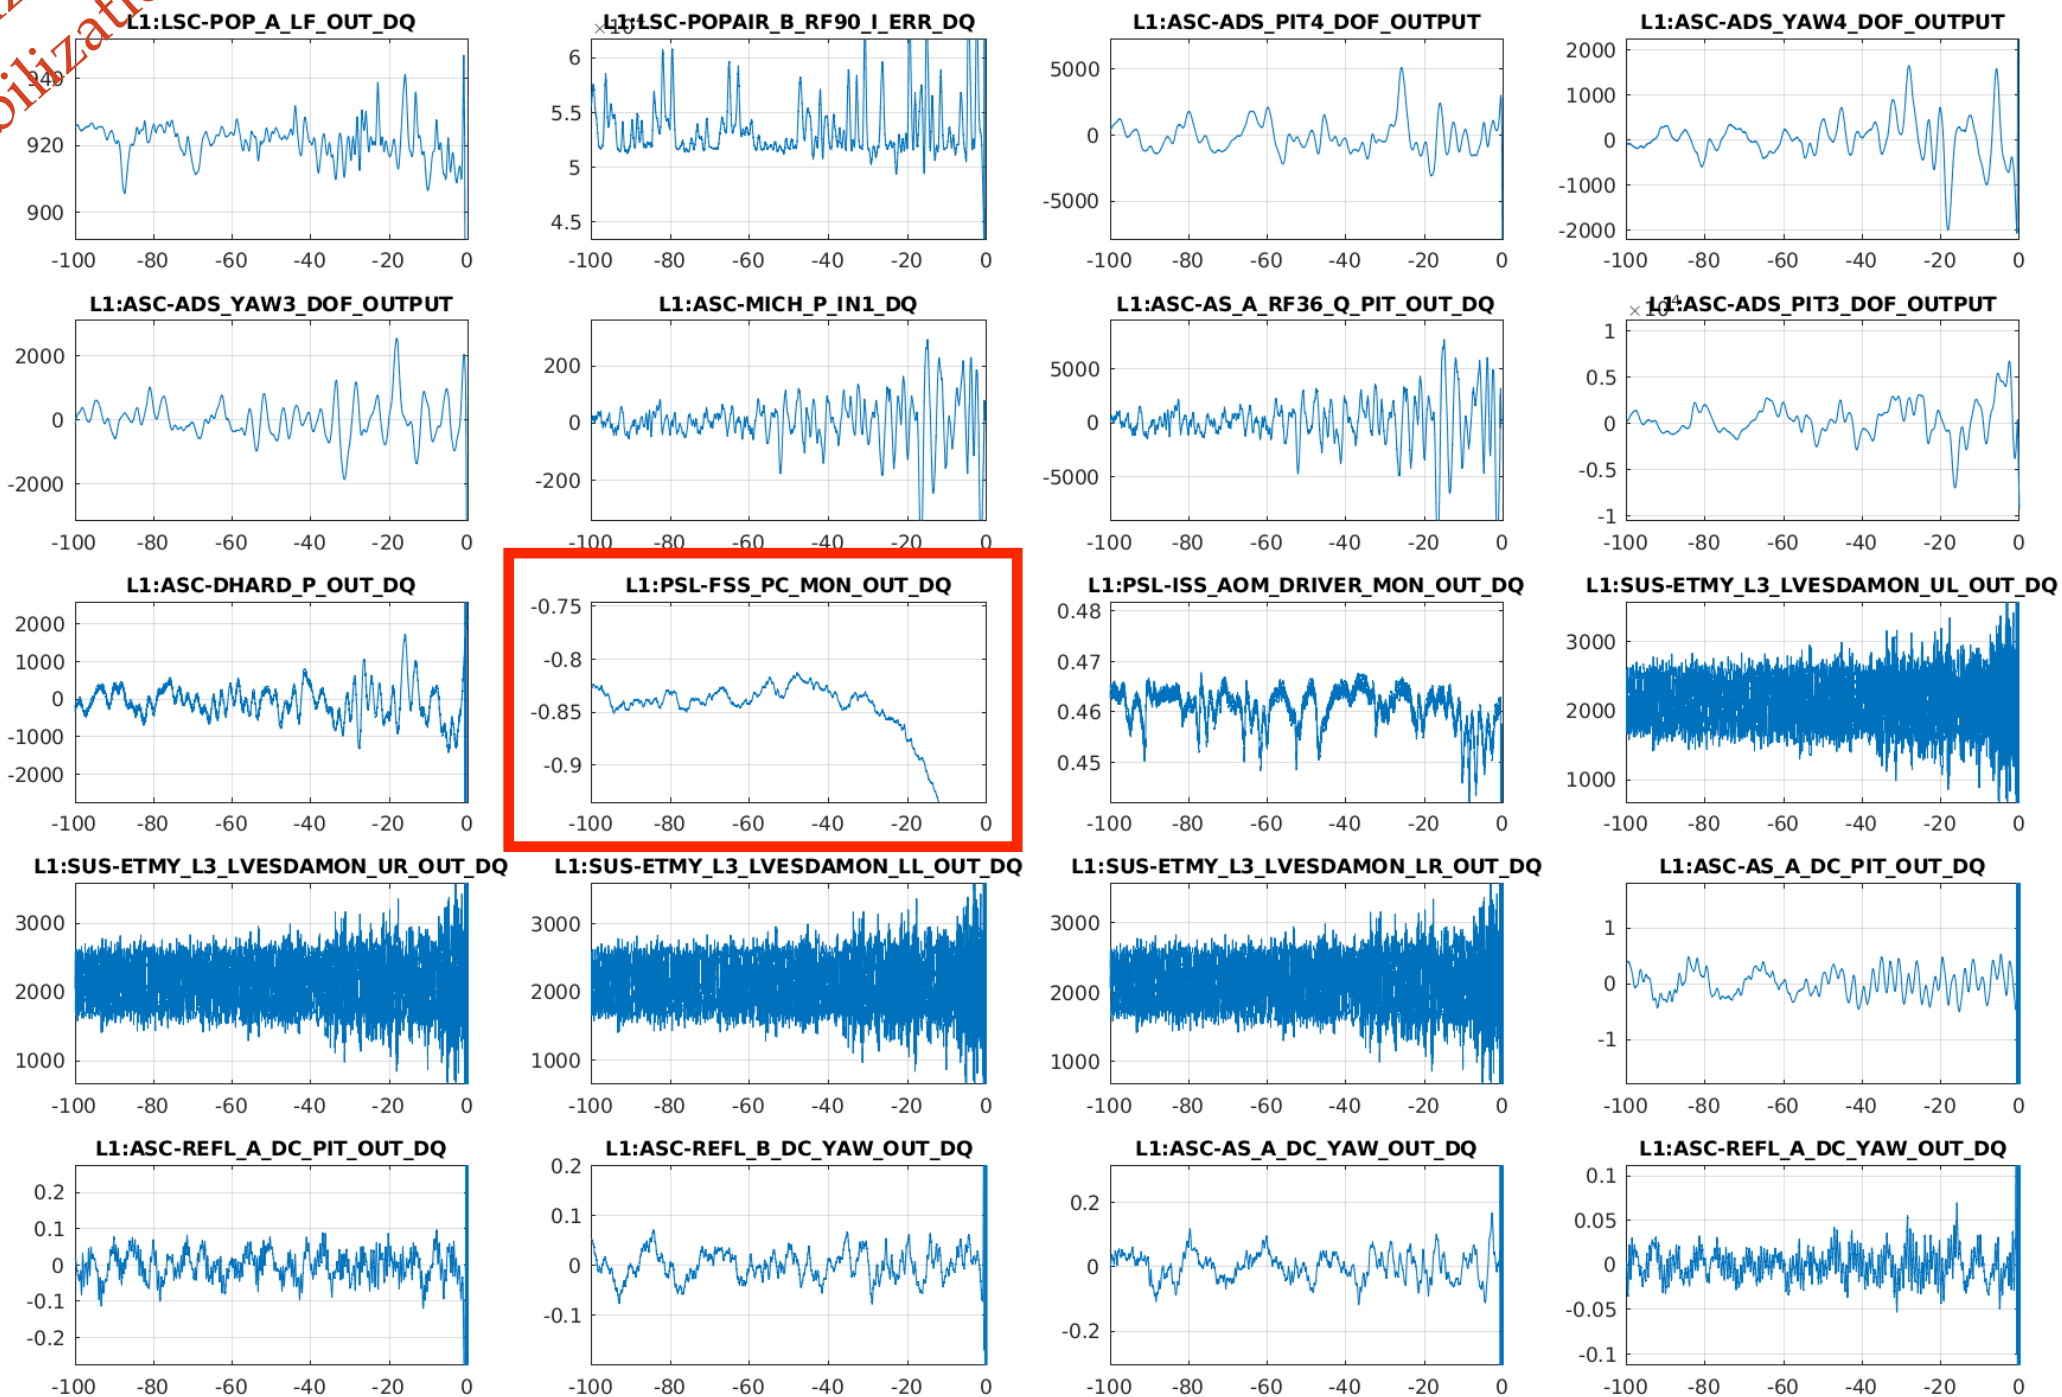 bilizatio
L1:LSC-POP_A_LF_OUT_DQ
L1:LSC-POPAIR_B_RF90_I_ERR_DQ
L1:ASC-ADS_PIT4_DOF_OUTPUT
L1:ASC-ADS_YAW4_DOF_OUTPUT
940
920
900
-100 -80 -60 -40 -20 0
6
5.5
5
4.5
-100 -80 -60 -40 -20 0
5000
0
-5000
-100 -80 -60 -40 -20 0
2000
1000
0
-1000
-2000
-100 -80 -60 -40 -20 0
L1:ASC-ADS_YAW3_DOF_OUTPUT
L1:ASC-MICH_P_IN1_DQ
L1:ASC-AS_A_RF36_Q_PIT_OUT_DQ
×10^4
L1:ASC-ADS_PIT3_DOF_OUTPUT
2000
0
-2000
-100 -80 -60 -40 -20 0
200
0
-200
-100 -80 -60 -40 -20 0
5000
0
-5000
-100 -80 -60 -40 -20 0
1
0.5
0
-0.5
-1
-100 -80 -60 -40 -20 0
L1:ASC-DHARD_P_OUT_DQ
L1:PSL-FSS_PC_MON_OUT_DQ
L1:PSL-ISS_AOM_DRIVER_MON_OUT_DQ
L1:SUS-ETMY_L3_LVESDAMON_UL_OUT_DQ
2000
1000
0
-1000
-2000
-100 -80 -60 -40 -20 0
-0.75
-0.8
-0.85
-0.9
-100 -80 -60 -40 -20 0
0.48
0.47
0.46
0.45
-100 -80 -60 -40 -20 0
3000
2000
1000
-100 -80 -60 -40 -20 0
L1:SUS-ETMY_L3_LVESDAMON_UR_OUT_DQ
L1:SUS-ETMY_L3_LVESDAMON_LL_OUT_DQ
L1:SUS-ETMY_L3_LVESDAMON_LR_OUT_DQ
L1:ASC-AS_A_DC_PIT_OUT_DQ
3000
2000
1000
-100 -80 -60 -40 -20 0
3000
2000
1000
-100 -80 -60 -40 -20 0
3000
2000
1000
-100 -80 -60 -40 -20 0
1
0
-1
-100 -80 -60 -40 -20 0
L1:ASC-REFL_A_DC_PIT_OUT_DQ
L1:ASC-REFL_B_DC_YAW_OUT_DQ
L1:ASC-AS_A_DC_YAW_OUT_DQ
L1:ASC-REFL_A_DC_YAW_OUT_DQ
0.2
0.1
0
-0.1
-0.2
-100 -80 -60 -40 -20 0
0.2
0.1
0
-0.1
-100 -80 -60 -40 -20 0
0.2
0
-0.2
-100 -80 -60 -40 -20 0
0.1
0.05
0
-0.05
-0.1
-100 -80 -60 -40 -20 0